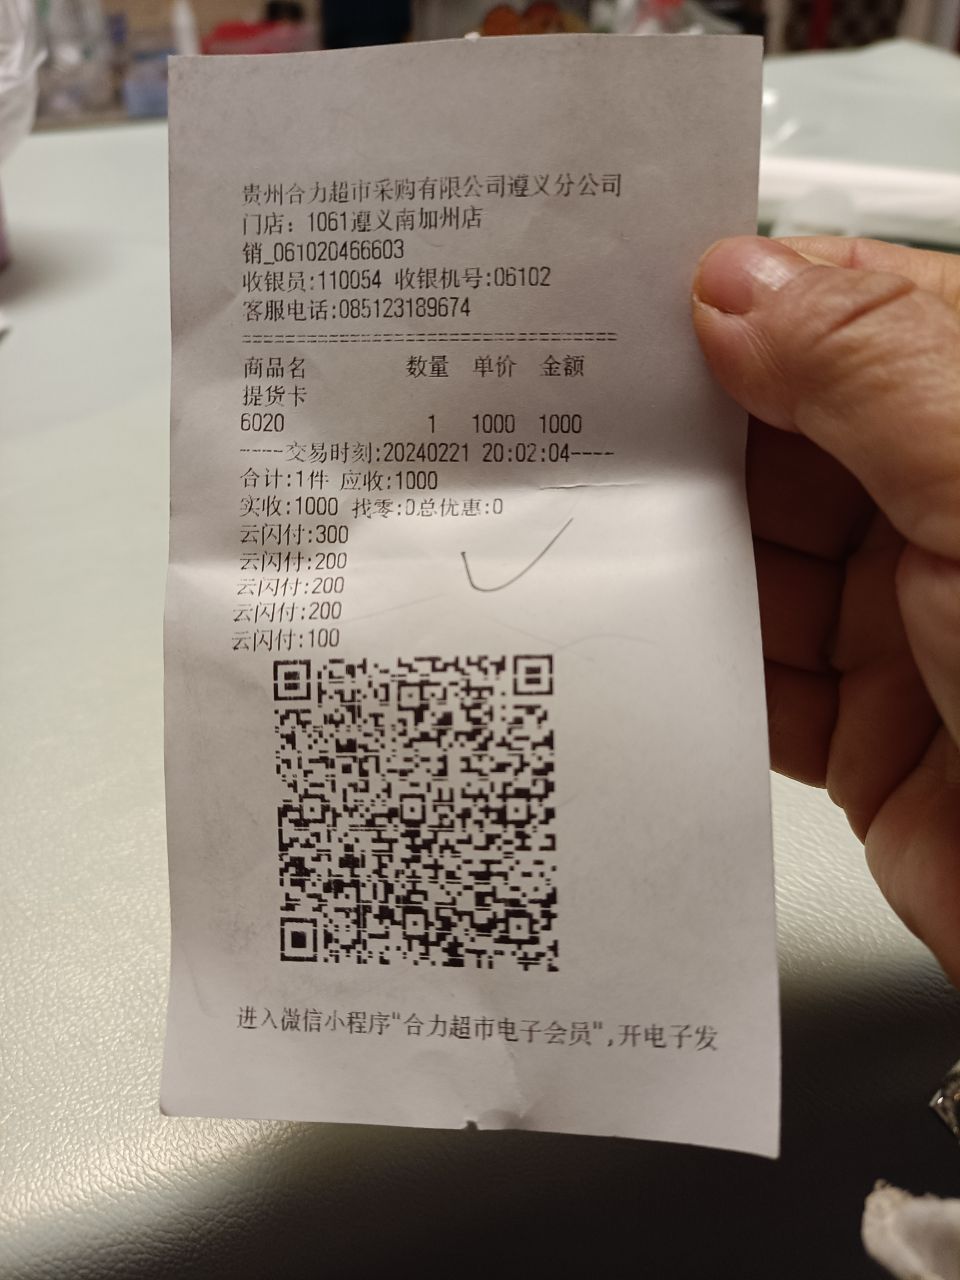 贵州合力超市采购有限公司遵义分公司
门店：1061遵义南加州店
销_061020466603
收银员:110054 收银机号:06102
客服电话:085123189674
========================================
商品名 数量 单价 金额
提货卡
6020 1 1000 1000
----交易时刻:20240221 20:02:04----
合计:1件 应收:1000
实收:1000 找零:0总优惠:0
云闪付:300
云闪付:200
云闪付:200
云闪付:200
云闪付:100
进入微信小程序"合力超市电子会员",开电子发